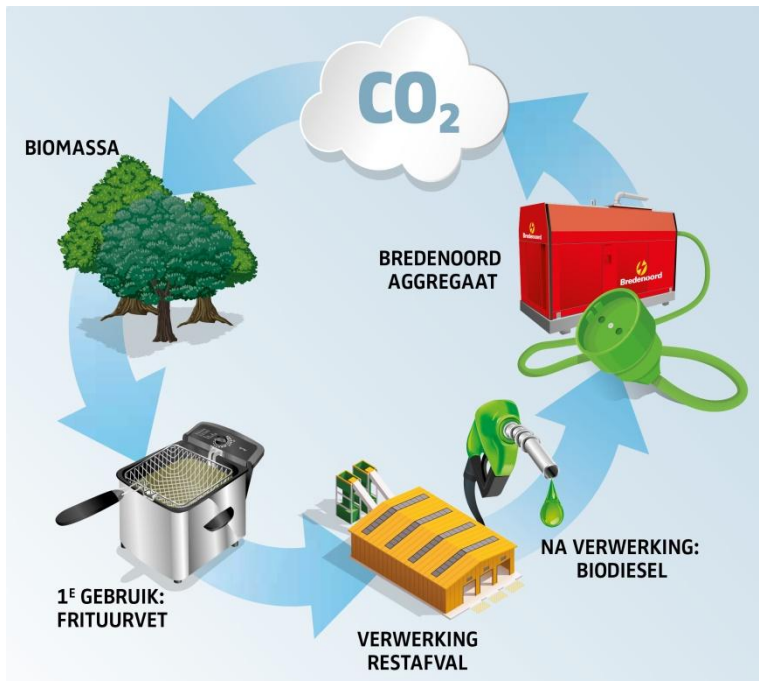 CO₂
BIOMASSA
BREDENOORD
AGGREGAAT
Bredenoord
Bredenoord
1ᴱ GEBRUIK:
FRITUURVET
VERWERKING
RESTAFVAL
NA VERWERKING:
BIODIESEL